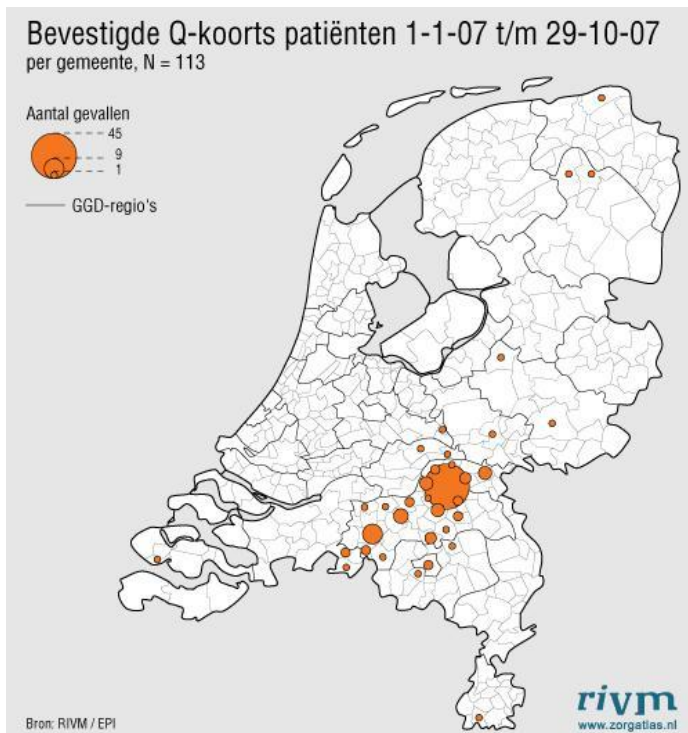 Bevestigde Q-koorts patiënten 1-1-07 t/m 29-10-07
per gemeente, N = 113
Aantal gevallen
45
9
1
GGD-regio's
Bron: RIVM / EPI
rivm
www.zorgatlas.nl